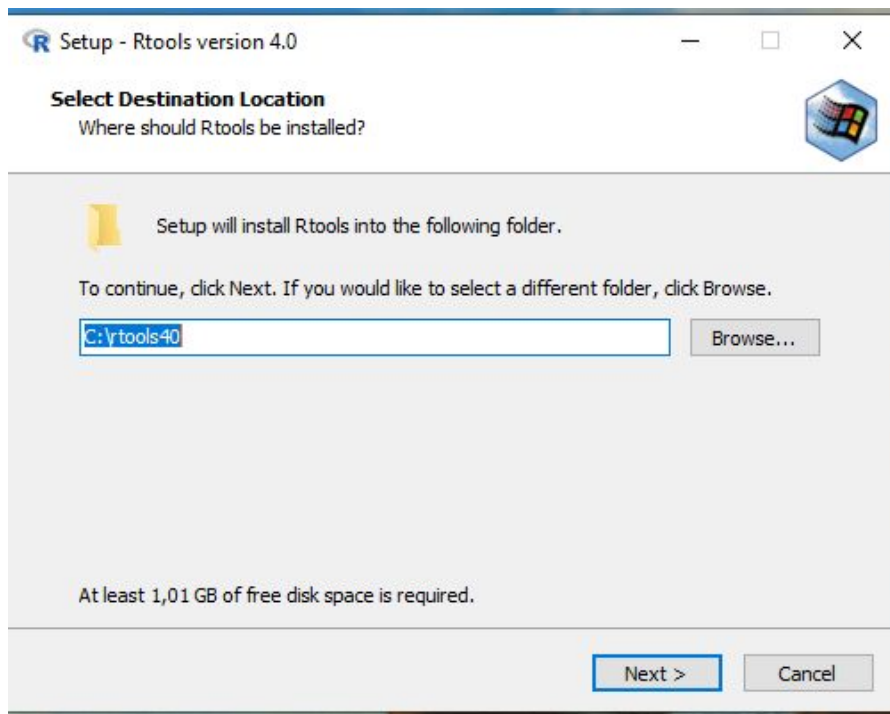 Setup - Rtools version 4.0
Select Destination Location
Where should Rtools be installed?
Setup will install Rtools into the following folder.
To continue, click Next. If you would like to select a different folder, click Browse.
C:\rtools40
Browse...
At least 1,01 GB of free disk space is required.
Next >
Cancel